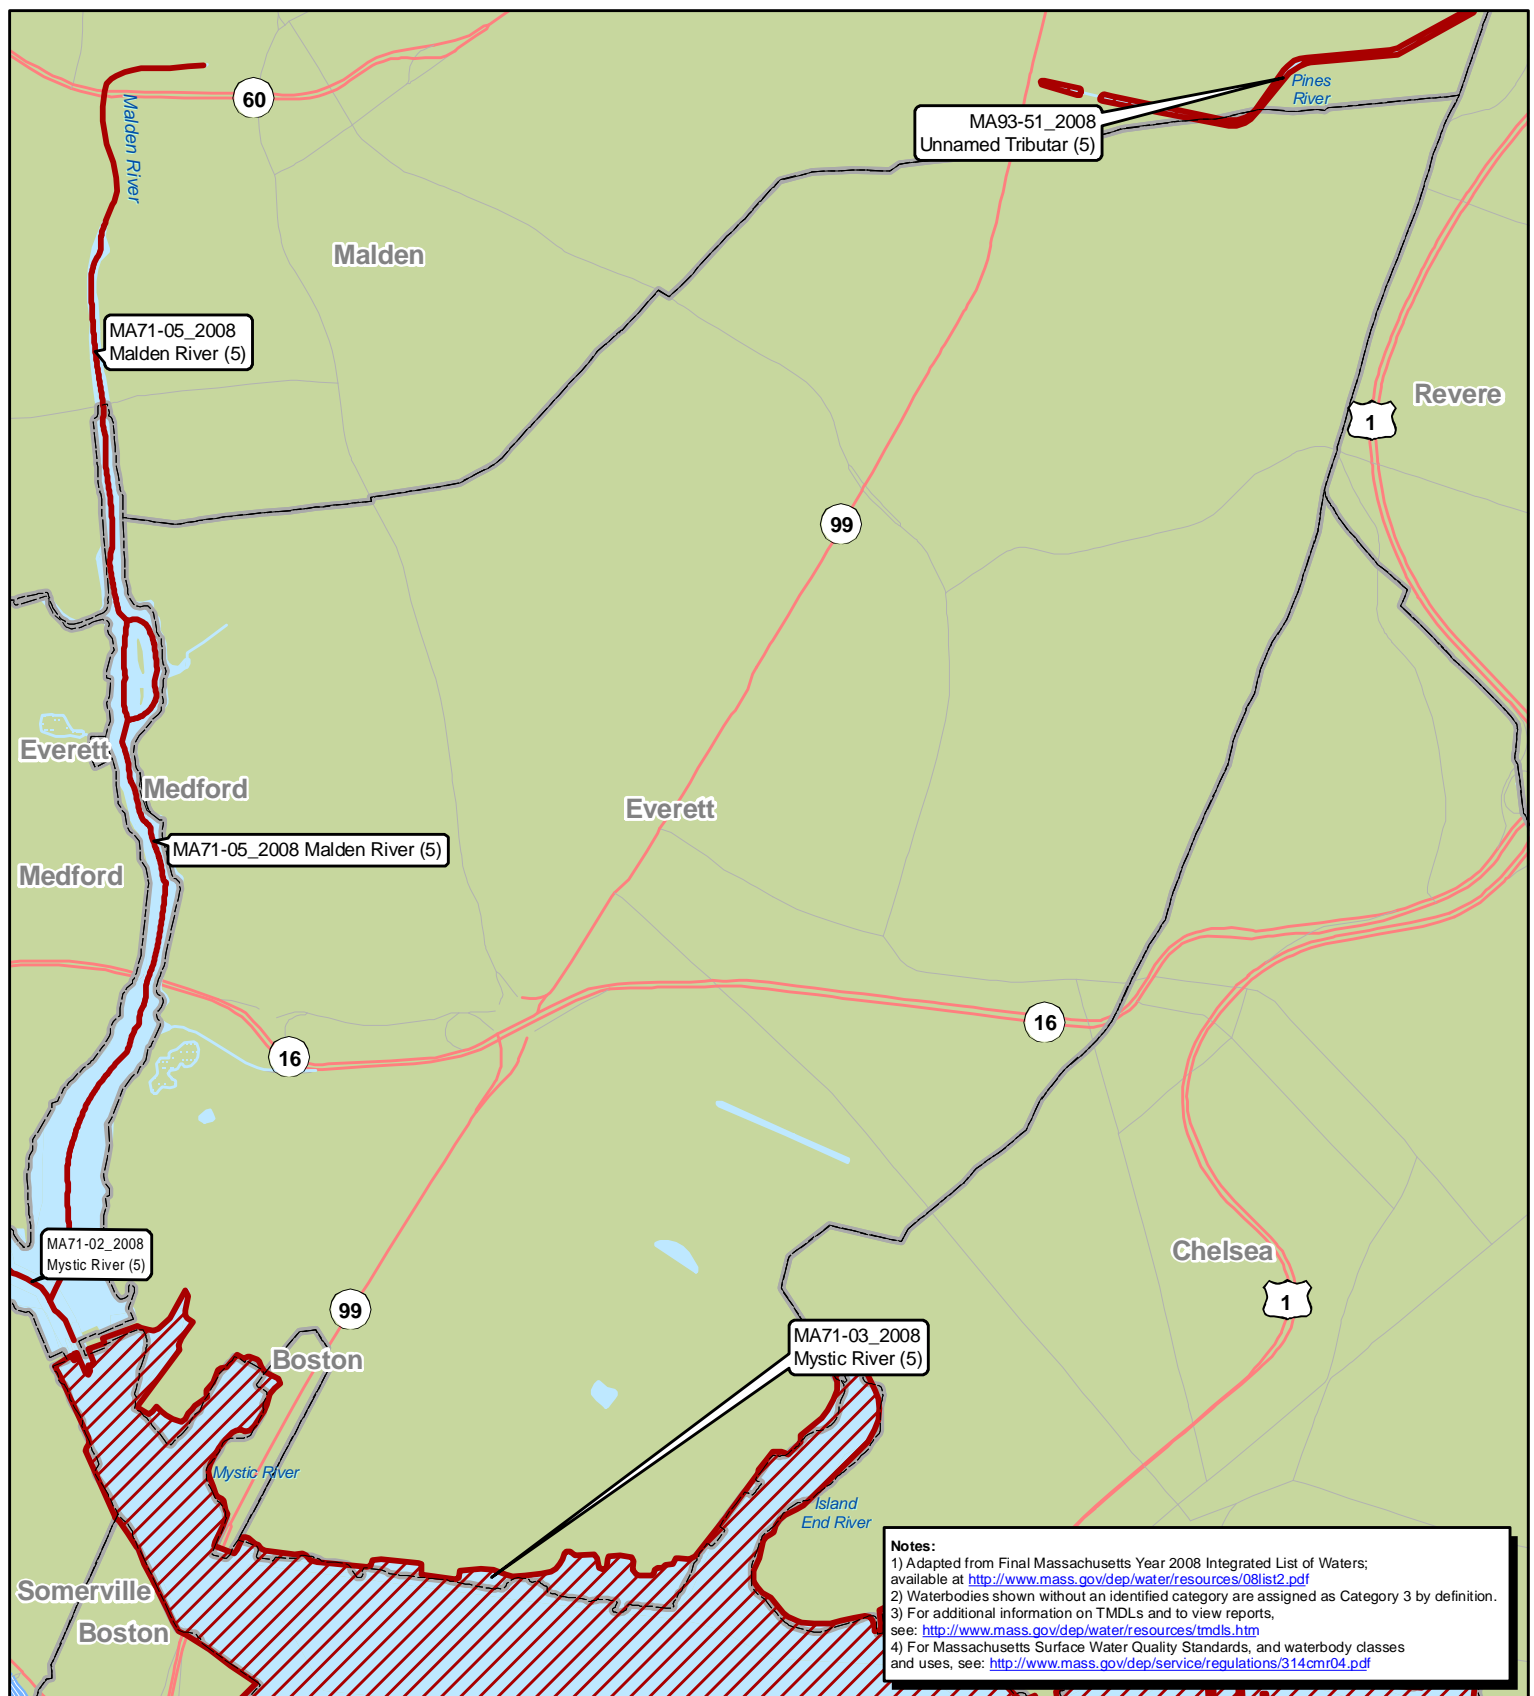 60
Malden River
Pines
River
MA93-51_2008
Unnamed Tributar (5)
Malden
MA71-05_2008
Malden River (5)
Revere
1
99
Everett
Medford
Everett
MA71-05_2008 Malden River (5)
Medford
16
16
MA71-02_2008
Mystic River (5)
Chelsea
1
99
MA71-03_2008
Mystic River (5)
Boston
Mystic River
Island
End River
Somerville
Boston
Notes:
1) Adapted from Final Massachusetts Year 2008 Integrated List of Waters;
available at http://www.mass.gov/dep/water/resources/08list2.pdf
2) Waterbodies shown without an identified category are assigned as Category 3 by definition.
3) For additional information on TMDLs and to view reports,
see: http://www.mass.gov/dep/water/resources/tmdls.htm
4) For Massachusetts Surface Water Quality Standards, and waterbody classes
and uses, see: http://www.mass.gov/dep/service/regulations/314cmr04.pdf